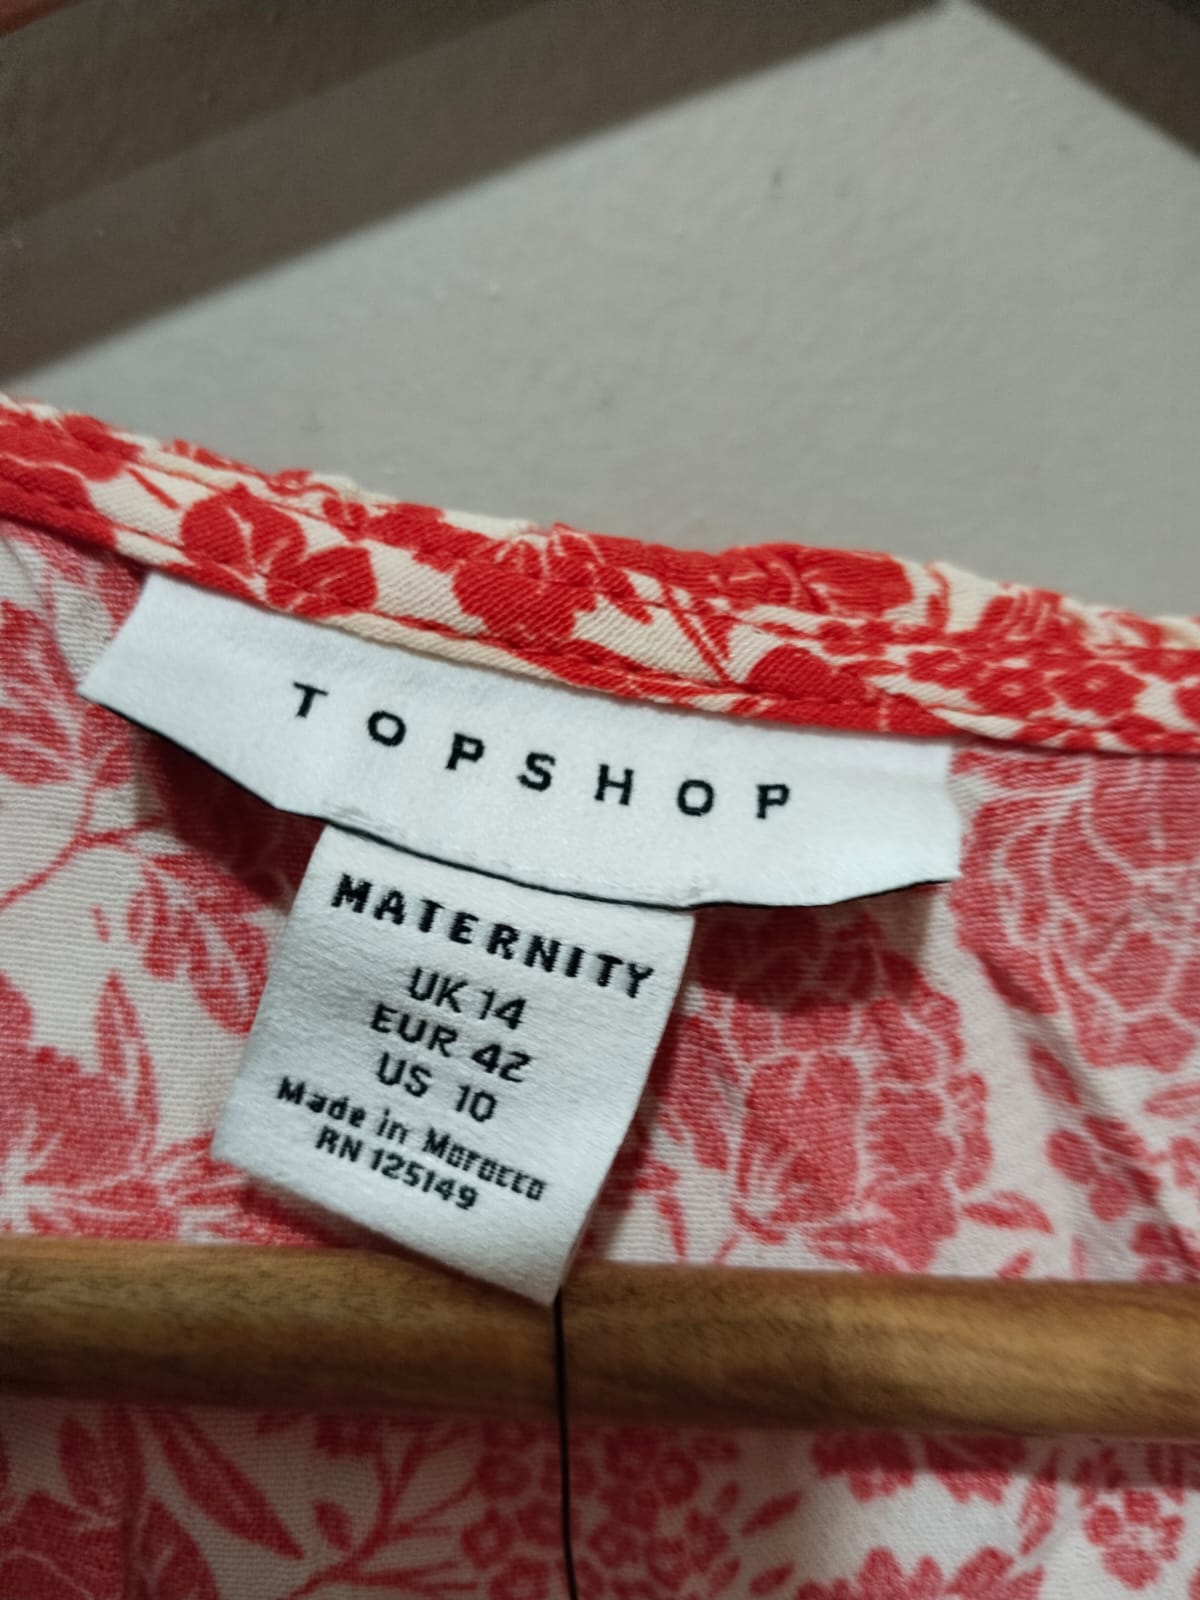 TOPSHOP
MATERNITY
UK 14
EUR 42
US 10
Made in Morocco
RN 125149